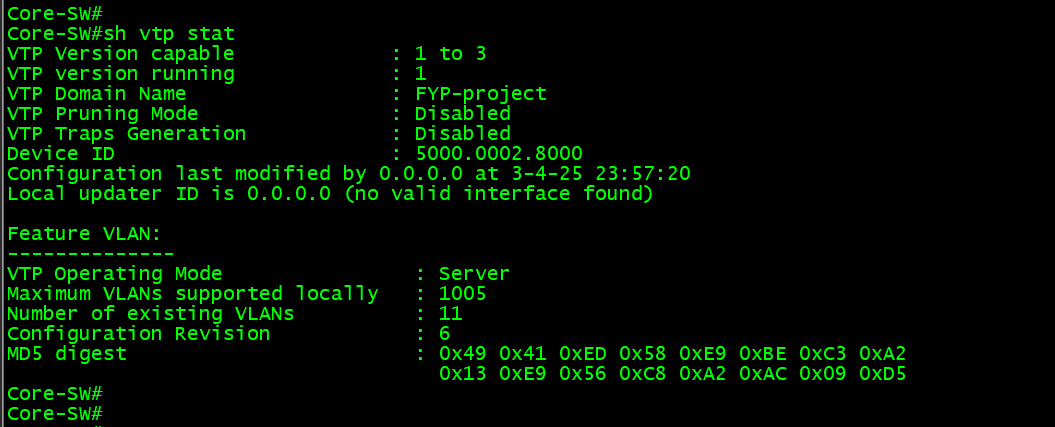 Core-SW#
Core-SW#sh vtp stat
VTP Version capable             : 1 to 3
VTP version running             : 1
VTP Domain Name                 : FYP-project
VTP Pruning Mode                : Disabled
VTP Traps Generation            : Disabled
Device ID                       : 5000.0002.8000
Configuration last modified by 0.0.0.0 at 3-4-25 23:57:20
Local updater ID is 0.0.0.0 (no valid interface found)

Feature VLAN:
--------------
VTP Operating Mode                : Server
Maximum VLANs supported locally   : 1005
Number of existing VLANs          : 11
Configuration Revision            : 6
MD5 digest                        : 0x49 0x41 0xED 0x58 0xE9 0xBE 0xC3 0xA2
                                    0x13 0xE9 0x56 0xC8 0xA2 0xAC 0x09 0xD5
Core-SW#
Core-SW#